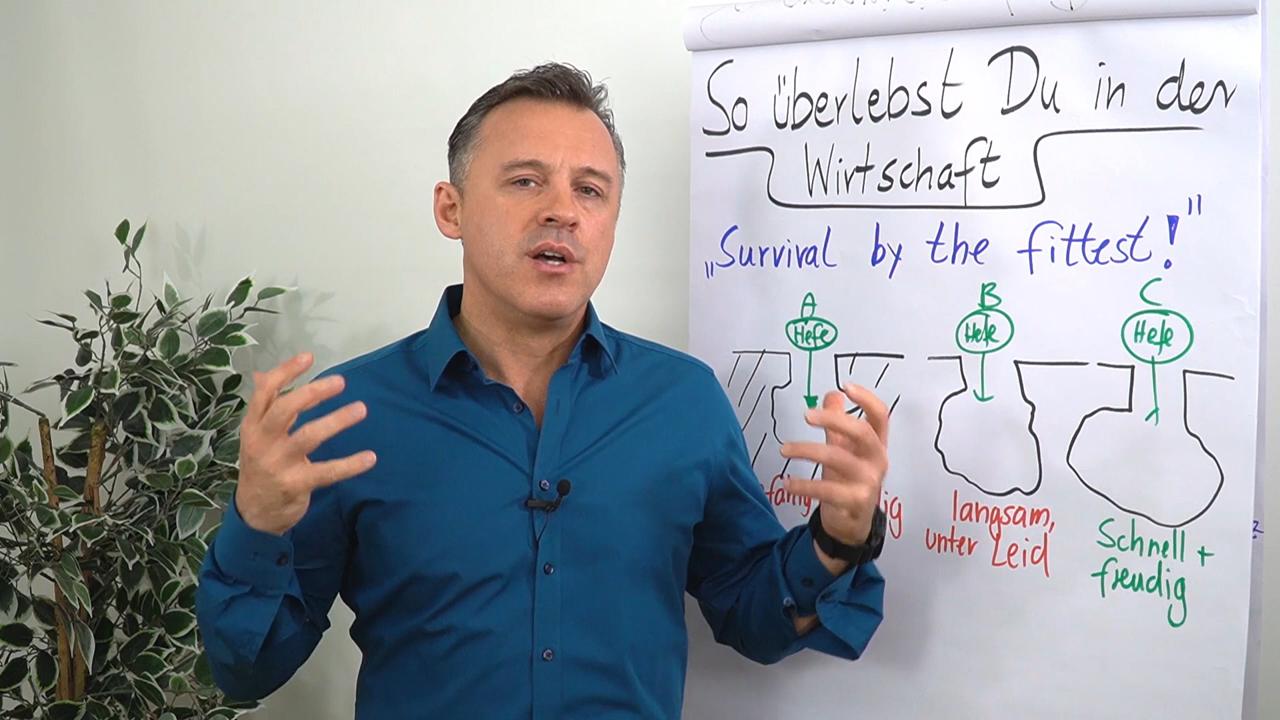 So überlebst Du in der
Wirtschaft
„Survival by the fittest!"
A B C
Hefe Hefe Hefe
langsam,
unter Leid
Schnell +
freudig